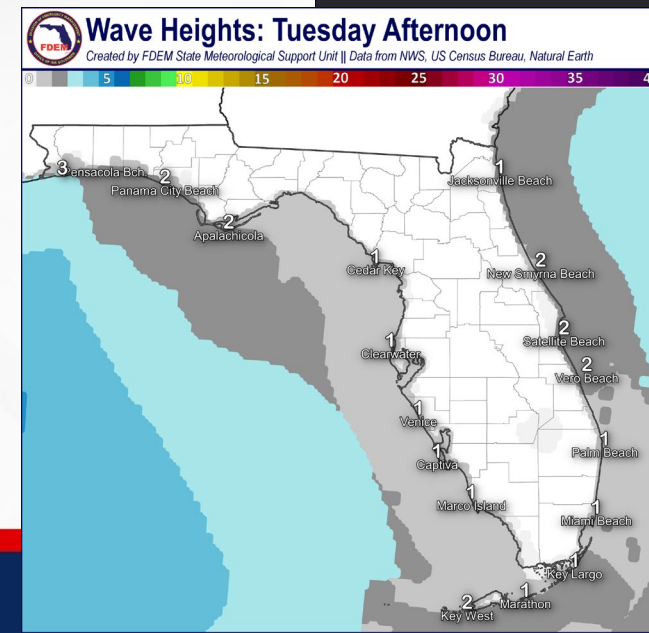 FDEM
Wave Heights: Tuesday Afternoon
Created by FDEM State Meteorological Support Unit || Data from NWS, US Census Bureau, Natural Earth
0 5 10 15 20 25 30 35 4
3 Pensacola Bch.
2
Panama City Beach
2
Apalachicola
1
Jacksonville Beach
1
Cedar Key
2
New Smyrna Beach
2
Satellite Beach
1
Clearwater
2
Vero Beach
1
Venice
1
Palm Beach
1
Captiva
1
Marco Island
1
Miami Beach
1
Key Largo
1
Marathon
2
Key West